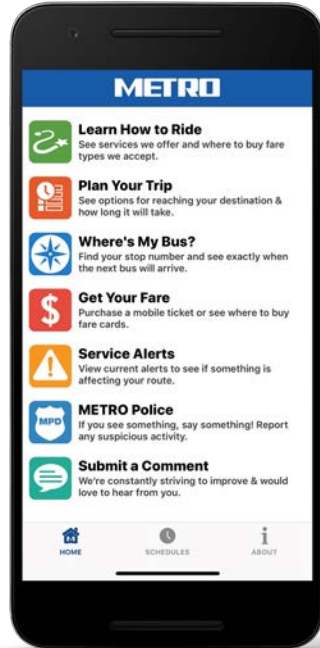 METRO
Learn How to Ride
See services we offer and where to buy fare
types we accept.
Plan Your Trip
See options for reaching your destination &
how long it will take.
Where's My Bus?
Find your stop number and see exactly when
the next bus will arrive.
Get Your Fare
Purchase a mobile ticket or see where to buy
fare cards.
Service Alerts
View current alerts to see if something is
affecting your route.
MPD
METRO Police
If you see something, say something! Report
any suspicious activity.
Submit a Comment
We're constantly striving to improve & would
love to hear from you.
HOME
SCHEDULES
ABOUT